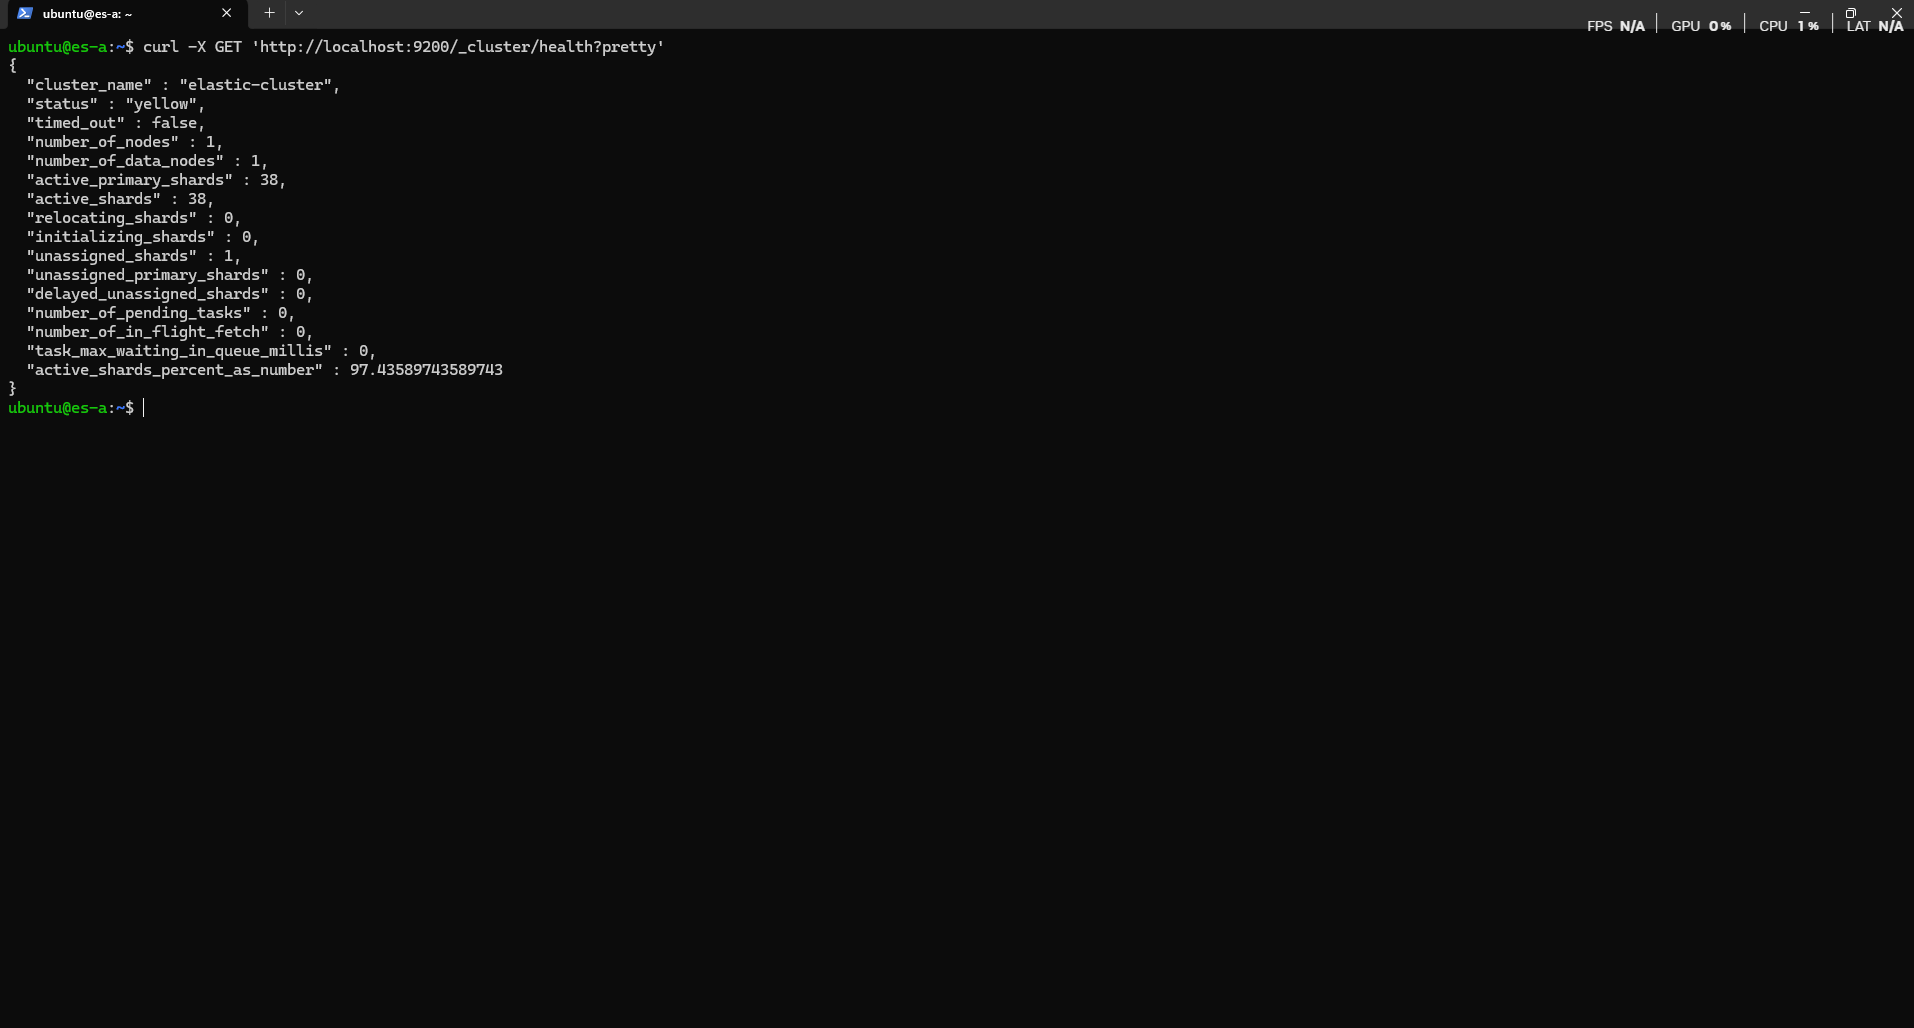 ubuntu@es-a: ~
FPS N/A GPU 0% CPU 1% LAT N/A
ubuntu@es-a:~$ curl -X GET 'http://localhost:9200/_cluster/health?pretty'
{
  "cluster_name" : "elastic-cluster",
  "status" : "yellow",
  "timed_out" : false,
  "number_of_nodes" : 1,
  "number_of_data_nodes" : 1,
  "active_primary_shards" : 38,
  "active_shards" : 38,
  "relocating_shards" : 0,
  "initializing_shards" : 0,
  "unassigned_shards" : 1,
  "unassigned_primary_shards" : 0,
  "delayed_unassigned_shards" : 0,
  "number_of_pending_tasks" : 0,
  "number_of_in_flight_fetch" : 0,
  "task_max_waiting_in_queue_millis" : 0,
  "active_shards_percent_as_number" : 97.43589743589743
}
ubuntu@es-a:~$